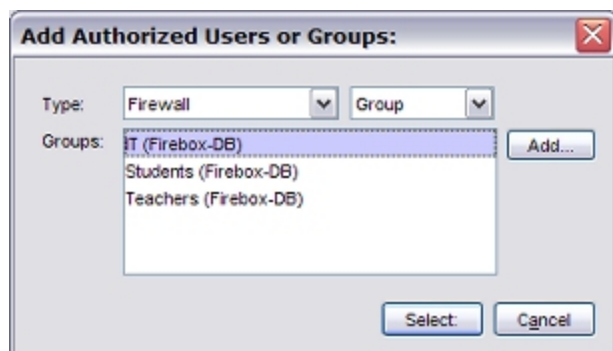 Add Authorized Users or Groups:
Type: Firewall Group
Groups: IT (Firebox-DB) Add...
Students (Firebox-DB)
Teachers (Firebox-DB)
Select Cancel